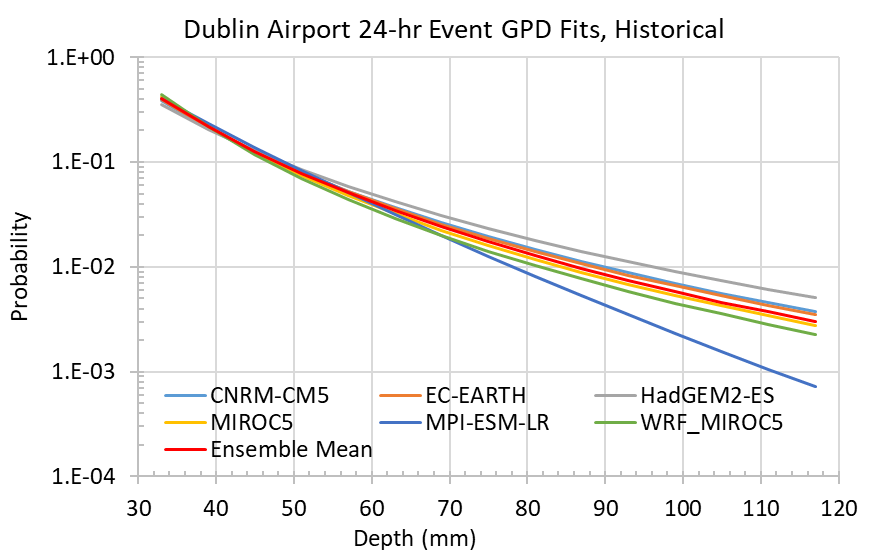 Dublin Airport 24-hr Event GPD Fits, Historical
1.E+00
1.E-01
1.E-02
1.E-03
1.E-04
Probability
CNRM-CM5 EC-EARTH HadGEM2-ES
MIROC5 MPI-ESM-LR WRF_MIROC5
Ensemble Mean
30 40 50 60 70 80 90 100 110 120
Depth (mm)